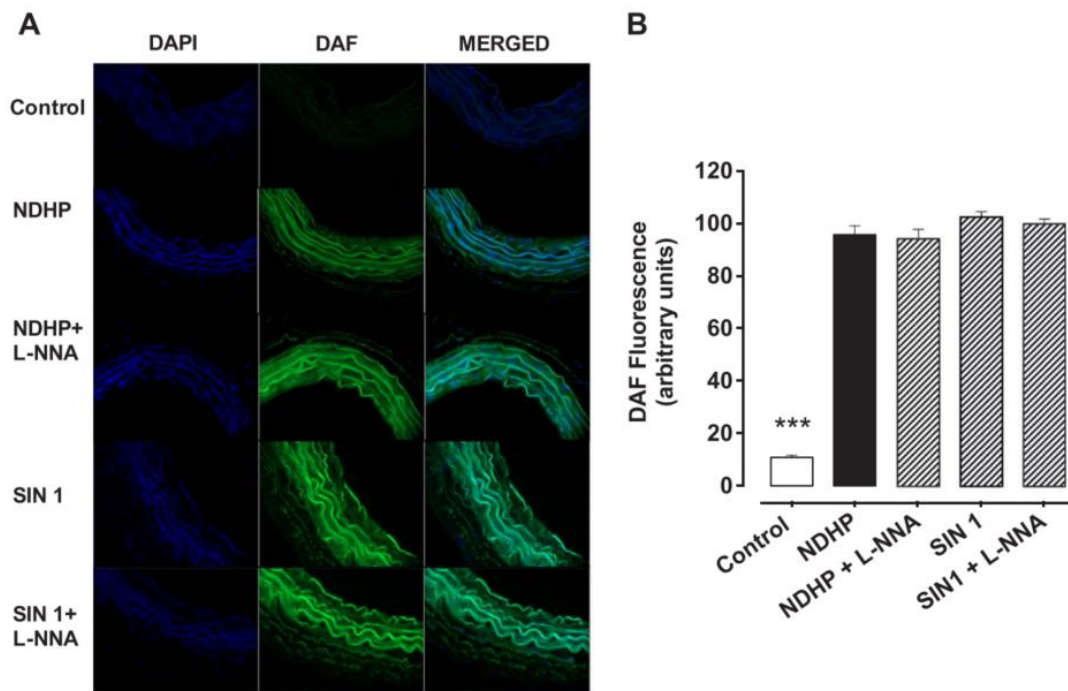 A
DAPI DAF MERGED
Control
NDHP
NDHP+
L-NNA
SIN 1
SIN 1+
L-NNA
B
DAF Fluorescence
(arbitrary units)
120
100
80
60
40
20
0
***
Control
NDHP
NDHP + L-NNA
SIN 1
SIN1 + L-NNA